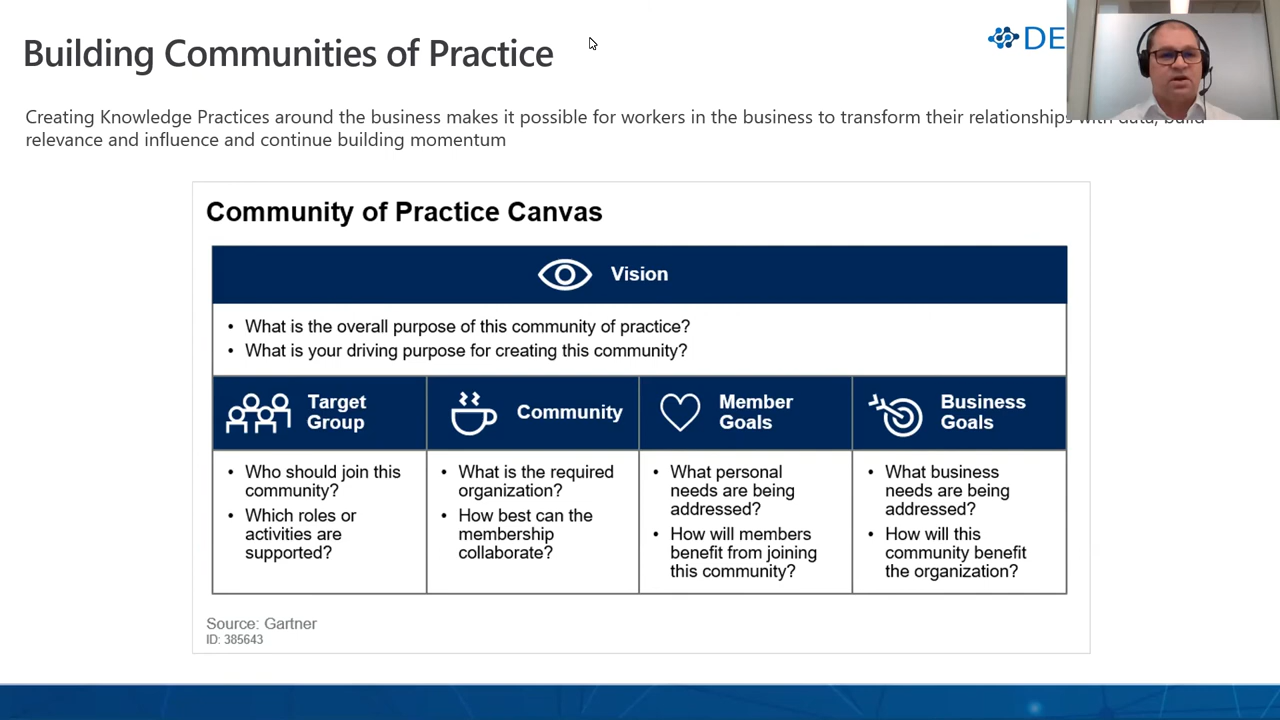 Building Communities of Practice
DE
Creating Knowledge Practices around the business makes it possible for workers in the business to transform their relationships with data, build
relevance and influence and continue building momentum
Community of Practice Canvas
Vision
• What is the overall purpose of this community of practice?
• What is your driving purpose for creating this community?
Target
Group
• Who should join this
community?
• Which roles or
activities are
supported?
Community
• What is the required
organization?
• How best can the
membership
collaborate?
Member
Goals
• What personal
needs are being
addressed?
• How will members
benefit from joining
this community?
Business
Goals
• What business
needs are being
addressed?
• How will this
community benefit
the organization?
Source: Gartner
ID: 385643